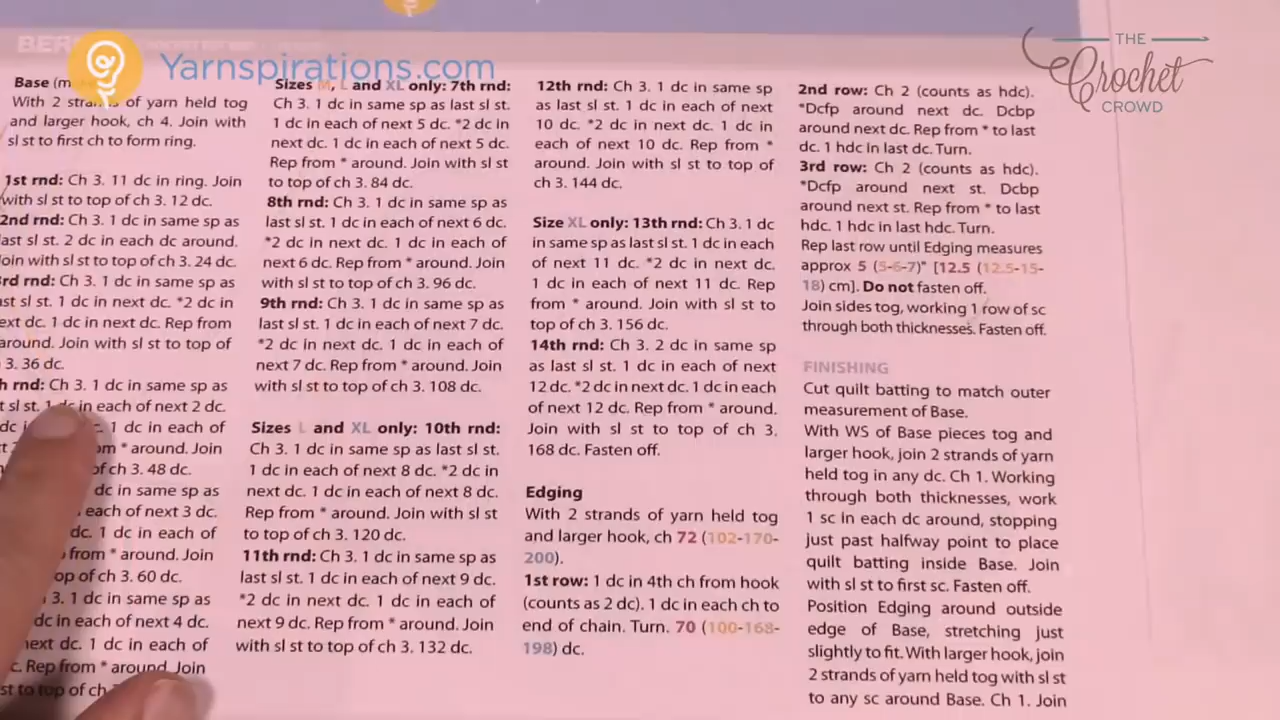 Yarnspirations.com
THE
Crochet
CROWD
Base
With 2 of yarn held tog
and larger hook, ch 4. Join with
sl st to first ch to form ring.
1st rnd: Ch 3. 11 dc in ring. Join
with sl st to top of ch 3. 12 dc.
2nd rnd: Ch 3. 1 dc in same sp as
last sl st. 2 dc in each dc around.
Join with sl st to top of ch 3. 24 dc.
rd rnd: Ch 3. 1 dc in same sp as
st sl st. 1 dc in next dc. *2 dc in
ext dc. 1 dc in next dc. Rep from
around. Join with sl st to top of
3. 36 dc.
h rnd: Ch 3. 1 dc in same sp as
t sl st. 1 dc in each of next 2 dc.
dc 1 dc in each of
* around. Join
of ch 3. 48 dc.
dc in same sp as
each of next 3 dc.
dc. 1 dc in each of
from * around. Join
op of ch 3. 60 dc.
3. 1 dc in same sp as
dc in each of next 4 dc.
next dc. 1 dc in each of
c. Rep from * around. Join
st to top of ch
Sizes M, L and XL only: 7th rnd:
Ch 3. 1 dc in same sp as last sl st.
1 dc in each of next 5 dc. *2 dc in
next dc. 1 dc in each of next 5 dc.
Rep from * around. Join with sl st
to top of ch 3. 84 dc.
8th rnd: Ch 3. 1 dc in same sp as
last sl st. 1 dc in each of next 6 dc.
*2 dc in next dc. 1 dc in each of
next 6 dc. Rep from * around. Join
with sl st to top of ch 3. 96 dc.
9th rnd: Ch 3. 1 dc in same sp as
last sl st. 1 dc in each of next 7 dc.
*2 dc in next dc. 1 dc in each of
next 7 dc. Rep from * around. Join
with sl st to top of ch 3. 108 dc.
Sizes L and XL only: 10th rnd:
Ch 3. 1 dc in same sp as last sl st.
1 dc in each of next 8 dc. *2 dc in
next dc. 1 dc in each of next 8 dc.
Rep from * around. Join with sl st
to top of ch 3. 120 dc.
11th rnd: Ch 3. 1 dc in same sp as
last sl st. 1 dc in each of next 9 dc.
*2 dc in next dc. 1 dc in each of
next 9 dc. Rep from * around. Join
with sl st to top of ch 3. 132 dc.
12th rnd: Ch 3. 1 dc in same sp
as last sl st. 1 dc in each of next
10 dc. *2 dc in next dc. 1 dc in
each of next 10 dc. Rep from *
around. Join with sl st to top of
ch 3. 144 dc.
Size XL only: 13th rnd: Ch 3. 1 dc
in same sp as last sl st. 1 dc in each
of next 11 dc. *2 dc in next dc.
1 dc in each of next 11 dc. Rep
from * around. Join with sl st to
top of ch 3. 156 dc.
14th rnd: Ch 3. 2 dc in same sp
as last sl st. 1 dc in each of next
12 dc. *2 dc in next dc. 1 dc in each
of next 12 dc. Rep from * around.
Join with sl st to top of ch 3.
168 dc. Fasten off.
Edging
With 2 strands of yarn held tog
and larger hook, ch 72 (102-170-
200).
1st row: 1 dc in 4th ch from hook
(counts as 2 dc). 1 dc in each ch to
end of chain. Turn. 70 (100-168-
198) dc.
2nd row: Ch 2 (counts as hdc).
*Dcfp around next dc. Dcbp
around next dc. Rep from * to last
dc. 1 hdc in last dc. Turn.
3rd row: Ch 2 (counts as hdc).
*Dcfp around next st. Dcbp
around next st. Rep from * to last
hdc. 1 hdc in last hdc. Turn.
Rep last row until Edging measures
approx 5 (5-6-7)" [12.5 (12.5-15-
18) cm]. Do not fasten off.
Join sides tog, working 1 row of sc
through both thicknesses. Fasten off.
FINISHING
Cut quilt batting to match outer
measurement of Base.
With WS of Base pieces tog and
larger hook, join 2 strands of yarn
held tog in any dc. Ch 1. Working
through both thicknesses, work
1 sc in each dc around, stopping
just past halfway point to place
quilt batting inside Base. Join
with sl st to first sc. Fasten off.
Position Edging around outside
edge of Base, stretching just
slightly to fit. With larger hook, join
2 strands of yarn held tog with sl st
to any sc around Base. Ch 1. Join